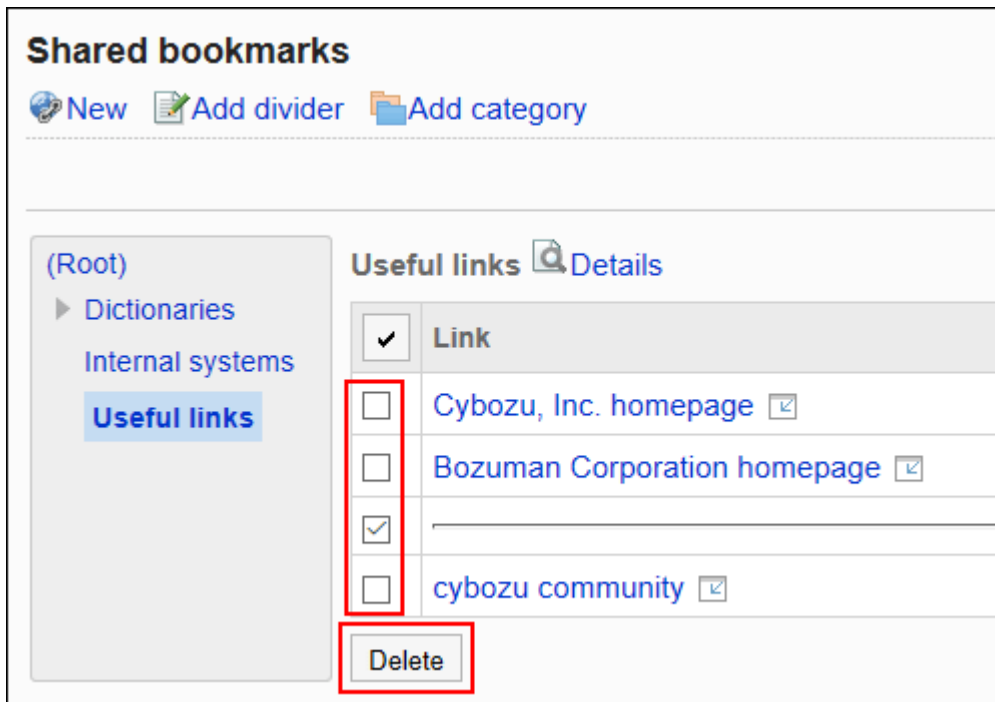 Shared bookmarks
New Add divider Add category
(Root)
Dictionaries
Internal systems
Useful links
Useful links Details
Link
Cybozu, Inc. homepage
Bozuman Corporation homepage
cybozu community
Delete